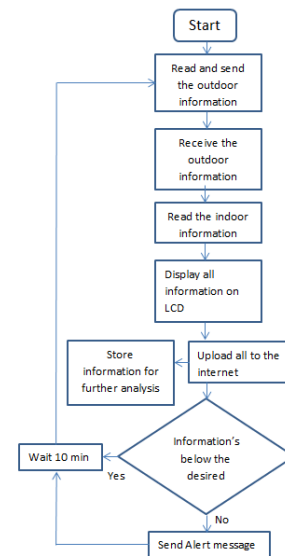 Start
Read and send
the outdoor
information
Receive the
outdoor
information
Read the indoor
information
Display all
information on
LCD
Upload all to the
internet
Store
information for
further analysis
Information's
below the
desired
Wait 10 min
Yes
No
Send Alert message